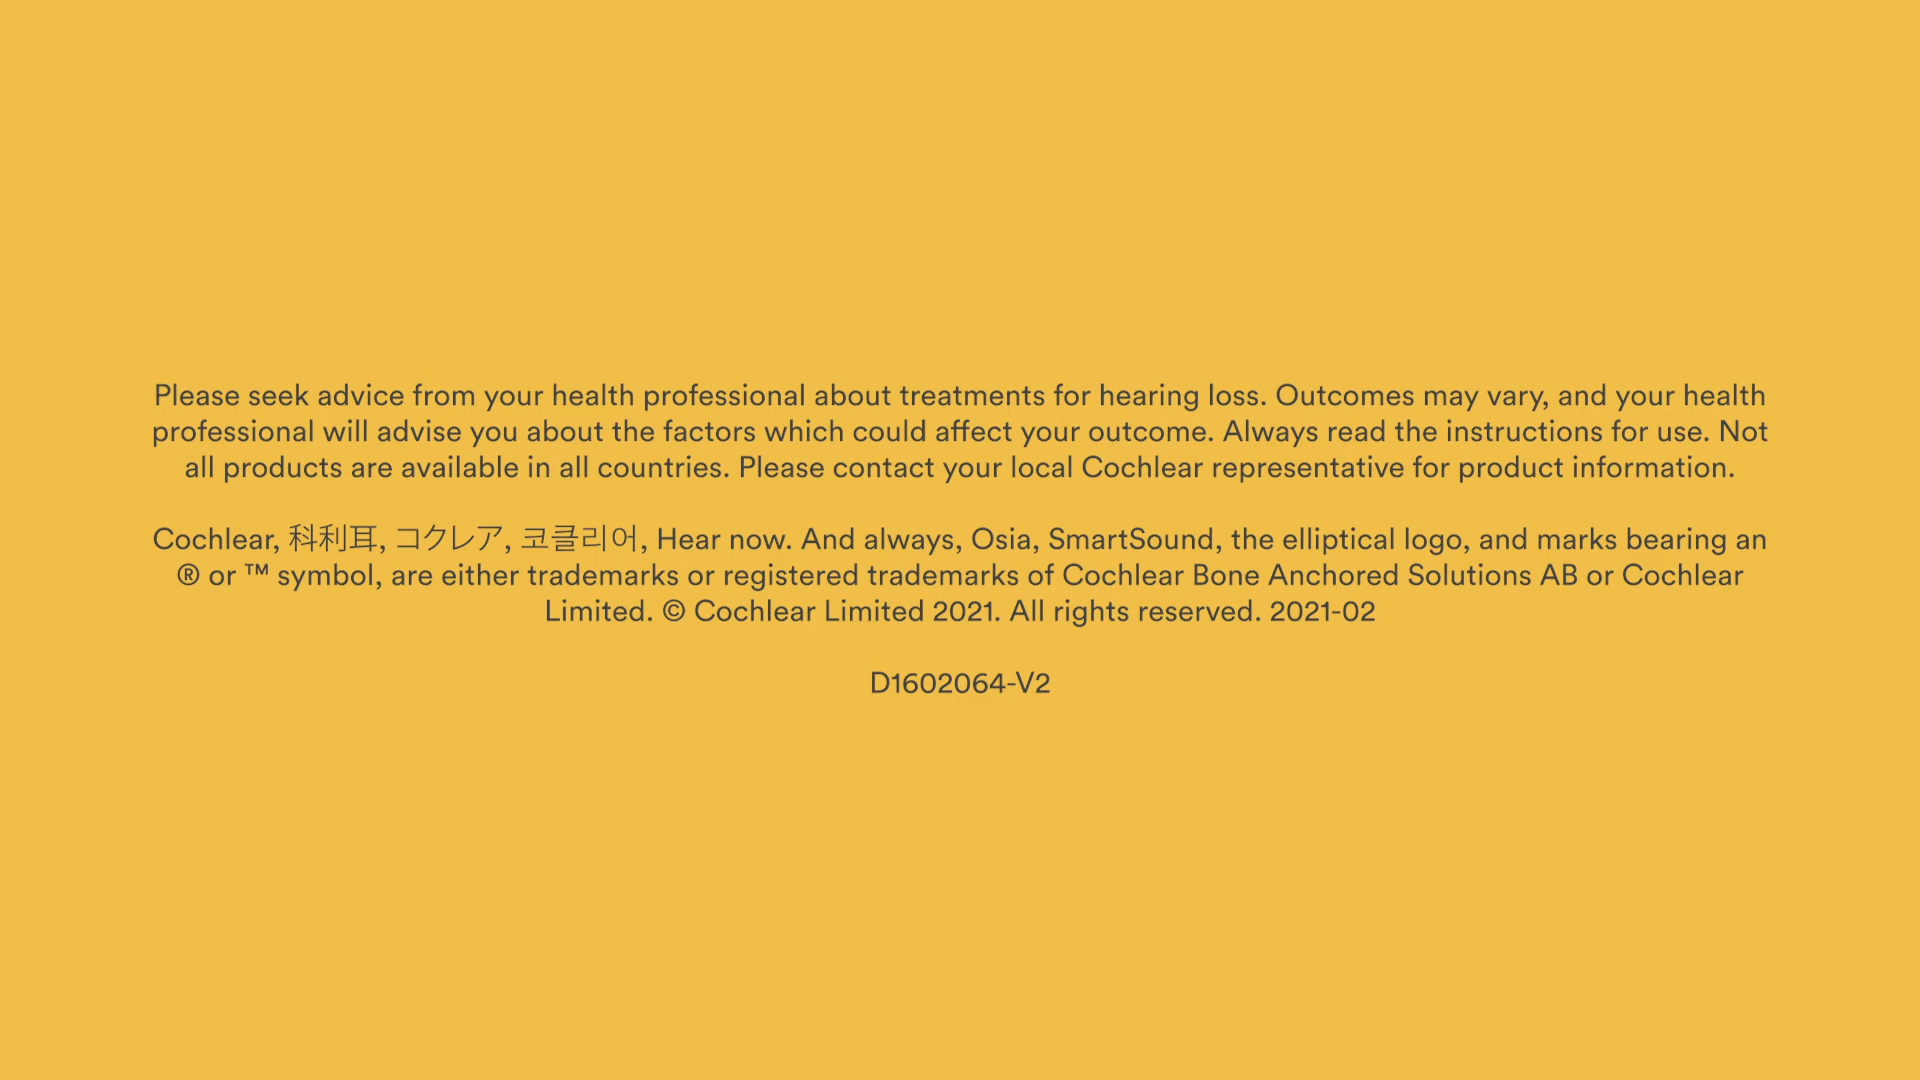 Please seek advice from your health professional about treatments for hearing loss. Outcomes may vary, and your health
professional will advise you about the factors which could affect your outcome. Always read the instructions for use. Not
all products are available in all countries. Please contact your local Cochlear representative for product information.
Cochlear, 科利耳, コクレア, 코클리어, Hear now. And always, Osia, SmartSound, the elliptical logo, and marks bearing an
® or ™ symbol, are either trademarks or registered trademarks of Cochlear Bone Anchored Solutions AB or Cochlear
Limited. © Cochlear Limited 2021. All rights reserved. 2021-02
D1602064-V2